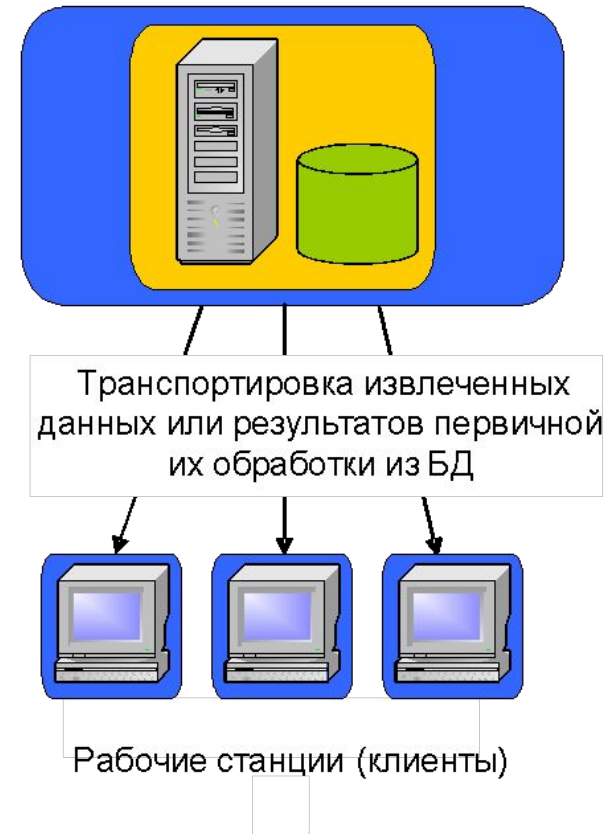 Транспортировка извлеченных
данных или результатов первичной
их обработки из БД
Рабочие станции (клиенты)